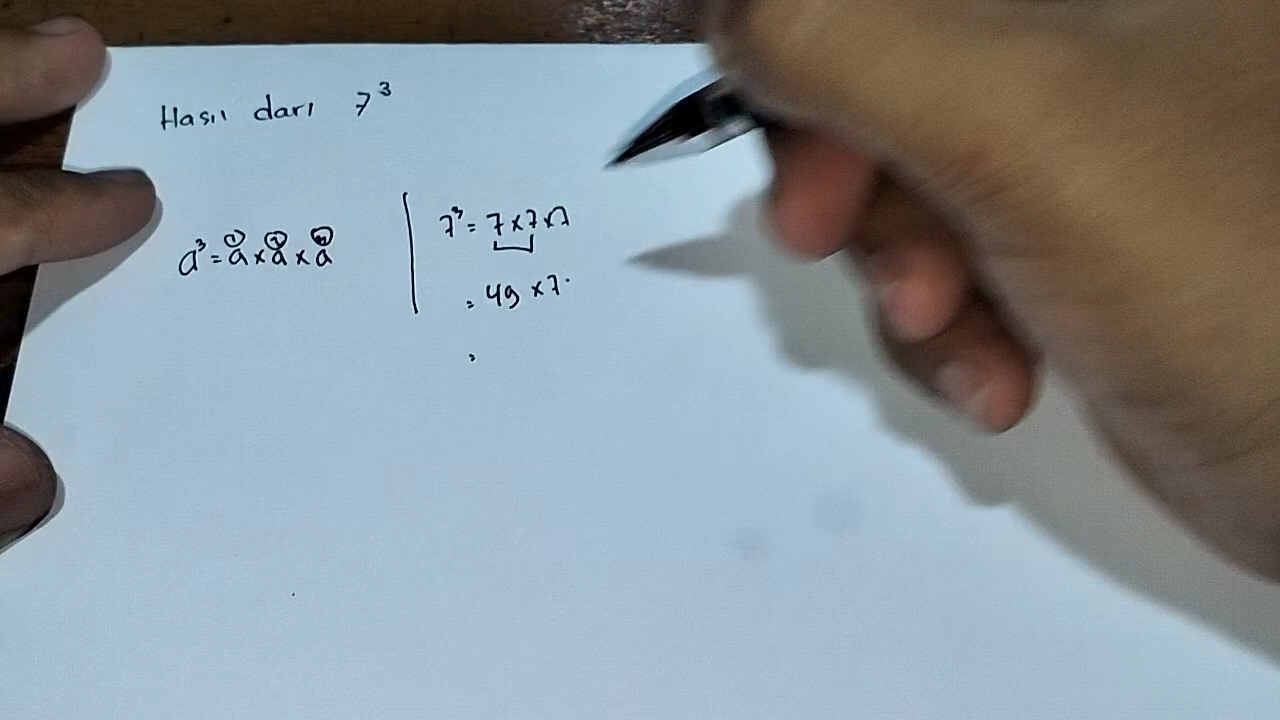 Hasil dari 7³
a³ = a x a x a
7³ = 7 x 7 x 7
= 49 x 7
=